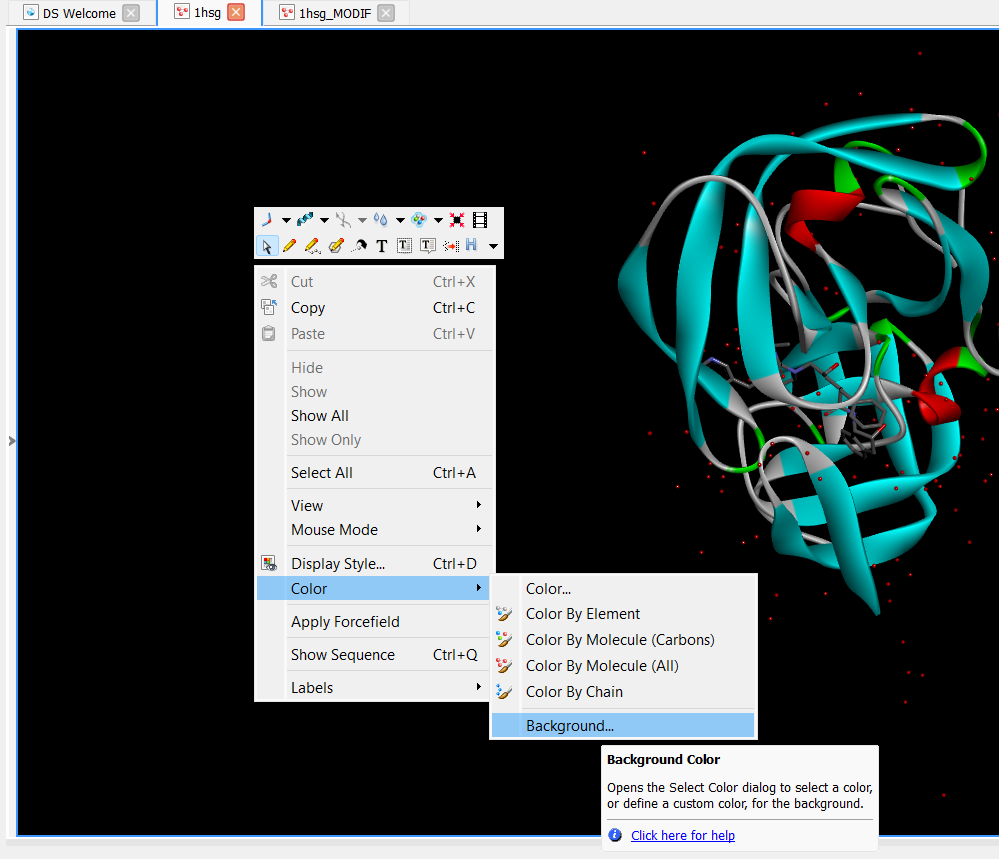 DS Welcome
1hsg
1hsg_MODIF
T T T H
Cut Ctrl+X
Copy Ctrl+C
Paste Ctrl+V
Hide
Show
Show All
Show Only
Select All Ctrl+A
View
Mouse Mode
Display Style... Ctrl+D
Color
Apply Forcefield
Show Sequence Ctrl+Q
Labels
Color...
Color By Element
Color By Molecule (Carbons)
Color By Molecule (All)
Color By Chain
Background...
Background Color
Opens the Select Color dialog to select a color,
or define a custom color, for the background.
Click here for help